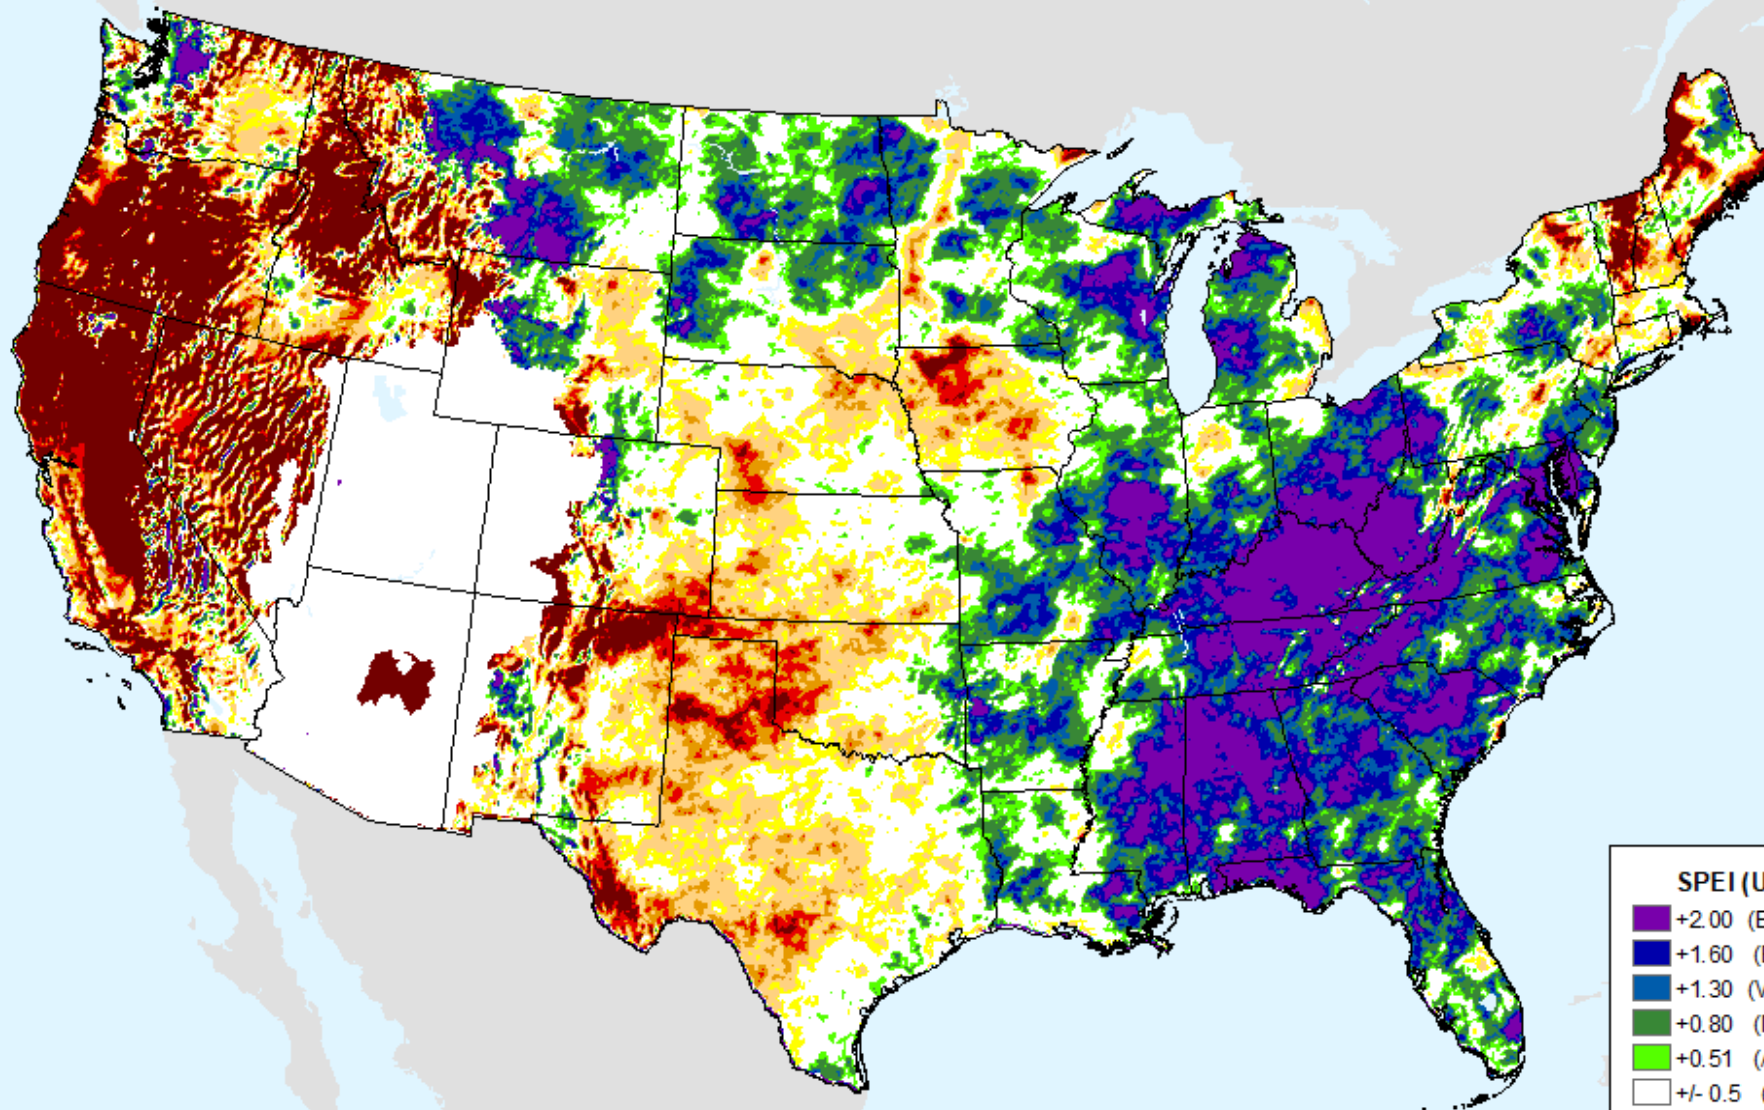 SPEI (U
+2.00 (E
+1.60 (
+1.30 (V
+0.80 (
+0.51 (
+/- 0.5 (